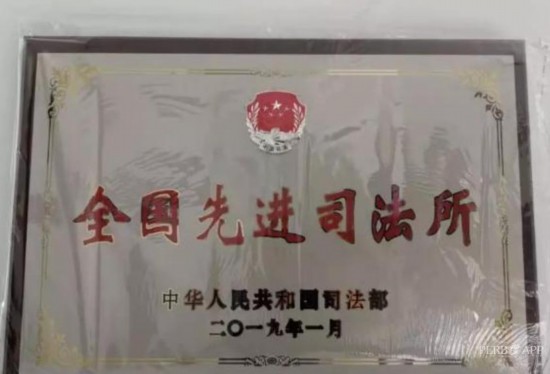 全国先进司法所
中华人民共和国司法部
二〇一九年一月